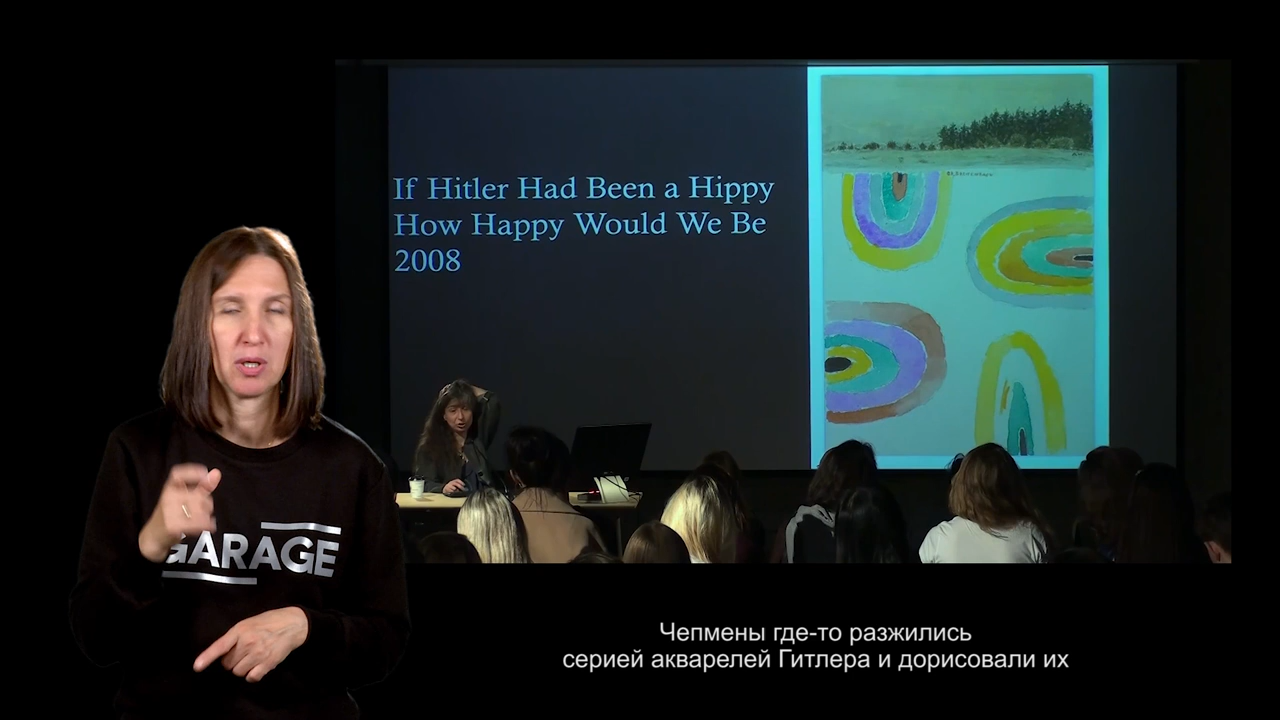 If Hitler Had Been a Hippy
How Happy Would We Be
2008
GARAGE
Чепмены где-то разжились
серией акварелей Гитлера и дорисовали их